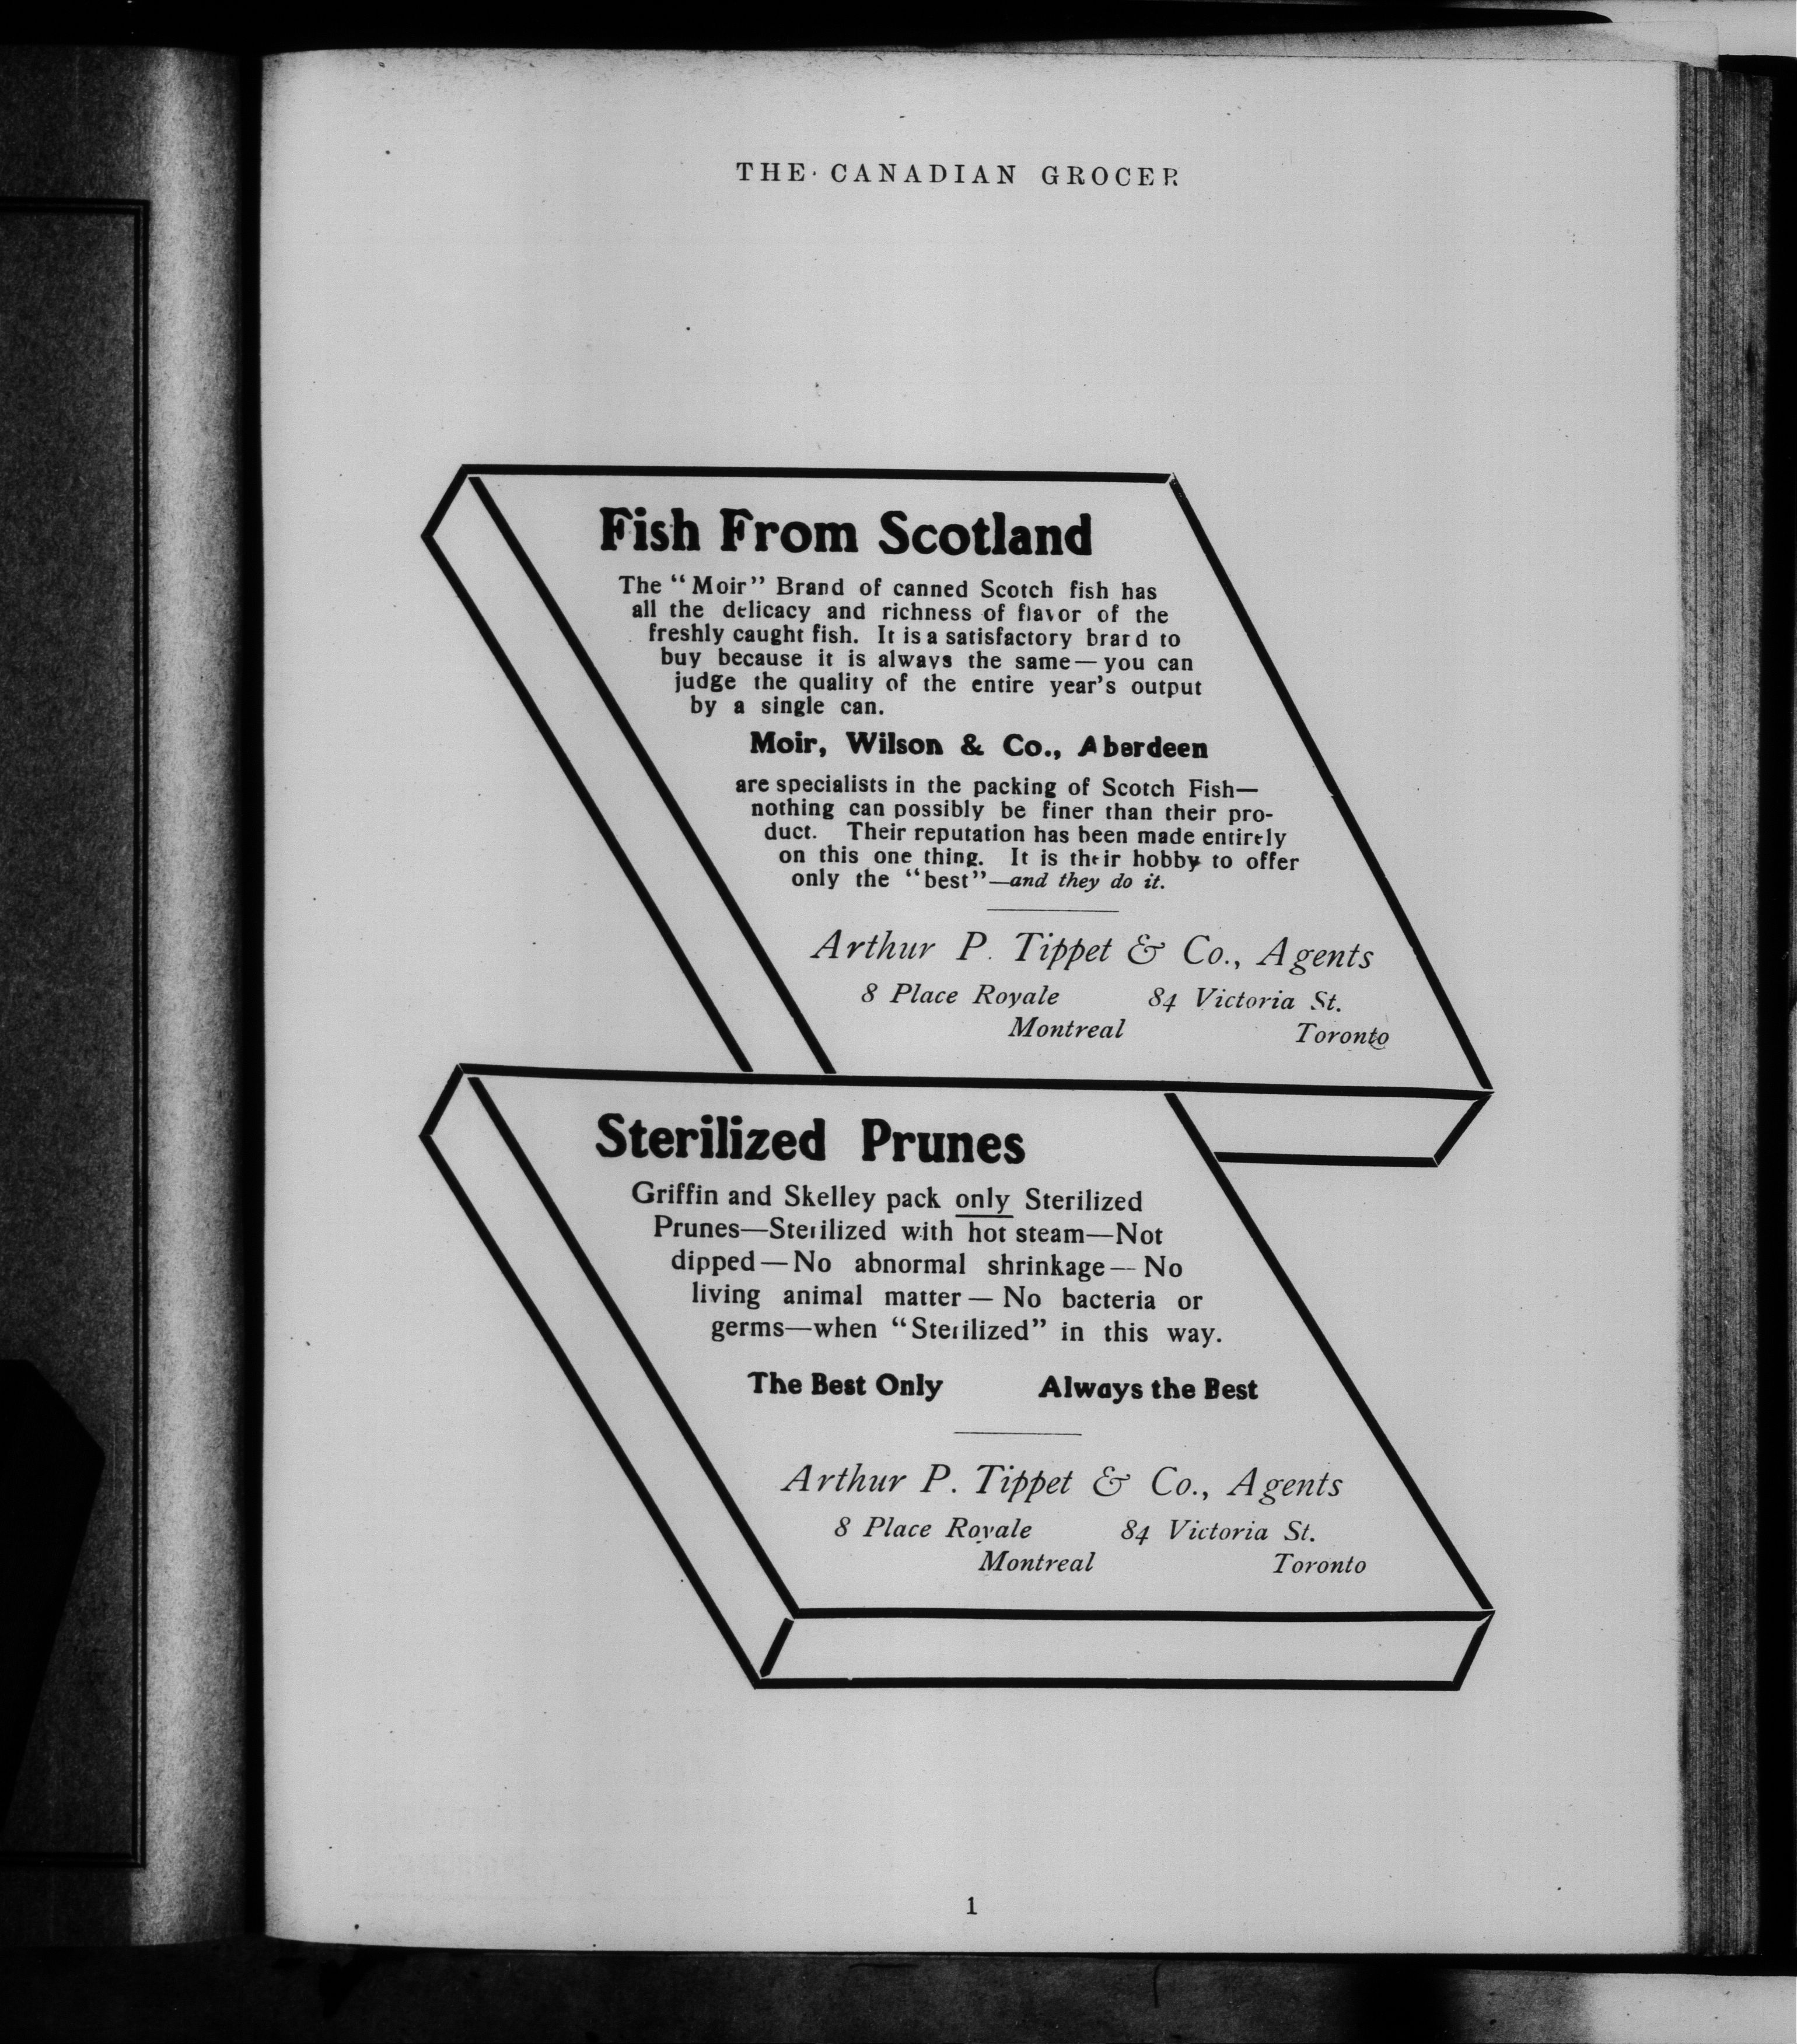 THE CANADIAN GROCER
Fish From Scotland
The "Moir" Brand of canned Scotch fish has
all the delicacy and richness of flavor of the
freshly caught fish. It is a satisfactory brand to
buy because it is always the same—you can
judge the quality of the entire year's output
by a single can.
Moir, Wilson & Co., Aberdeen
are specialists in the packing of Scotch Fish—
nothing can possibly be finer than their pro-
duct. Their reputation has been made entirely
on this one thing. It is their hobby to offer
only the "best"—and they do it.
Arthur P. Tippet & Co., Agents
8 Place Royale 84 Victoria St.
Montreal Toronto
Sterilized Prunes
Griffin and Skelley pack only Sterilized
Prunes—Sterilized with hot steam—Not
dipped—No abnormal shrinkage—No
living animal matter—No bacteria or
germs—when "Sterilized" in this way.
The Best Only Always the Best
Arthur P. Tippet & Co., Agents
8 Place Royale 84 Victoria St.
Montreal Toronto
1